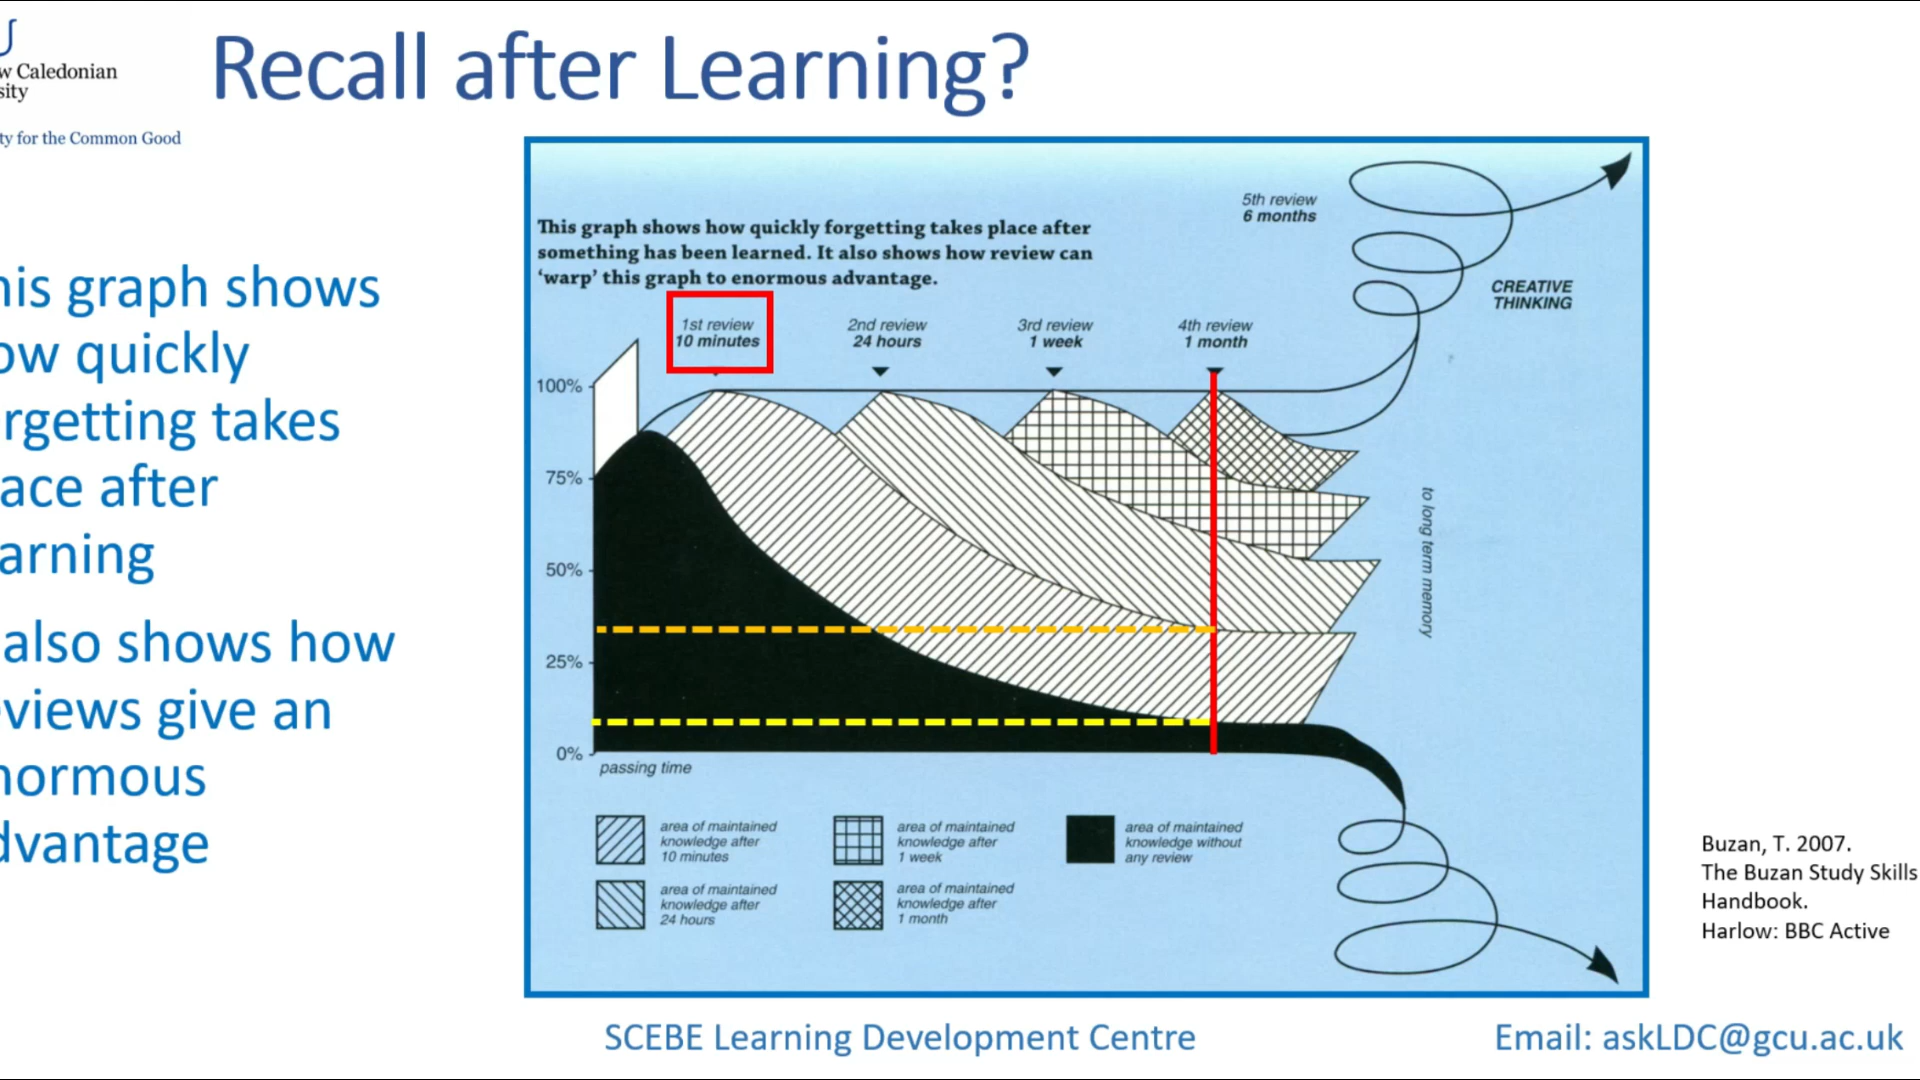 w Caledonian
sity
ty for the Common Good
Recall after Learning?
his graph shows
ow quickly
rgetting takes
ace after
arning
also shows how
views give an
normous
dvantage
This graph shows how quickly forgetting takes place after
something has been learned. It also shows how review can
‘warp’ this graph to enormous advantage.
1st review
10 minutes
2nd review
24 hours
3rd review
1 week
4th review
1 month
5th review
6 months
CREATIVE
THINKING
100%
75%
50%
25%
0%
passing time
to long term memory
area of maintained
knowledge after
10 minutes
area of maintained
knowledge after
24 hours
area of maintained
knowledge after
1 week
area of maintained
knowledge after
1 month
area of maintained
knowledge without
any review
Buzan, T. 2007.
The Buzan Study Skills
Handbook.
Harlow: BBC Active
SCEBE Learning Development Centre
Email: askLDC@gcu.ac.uk